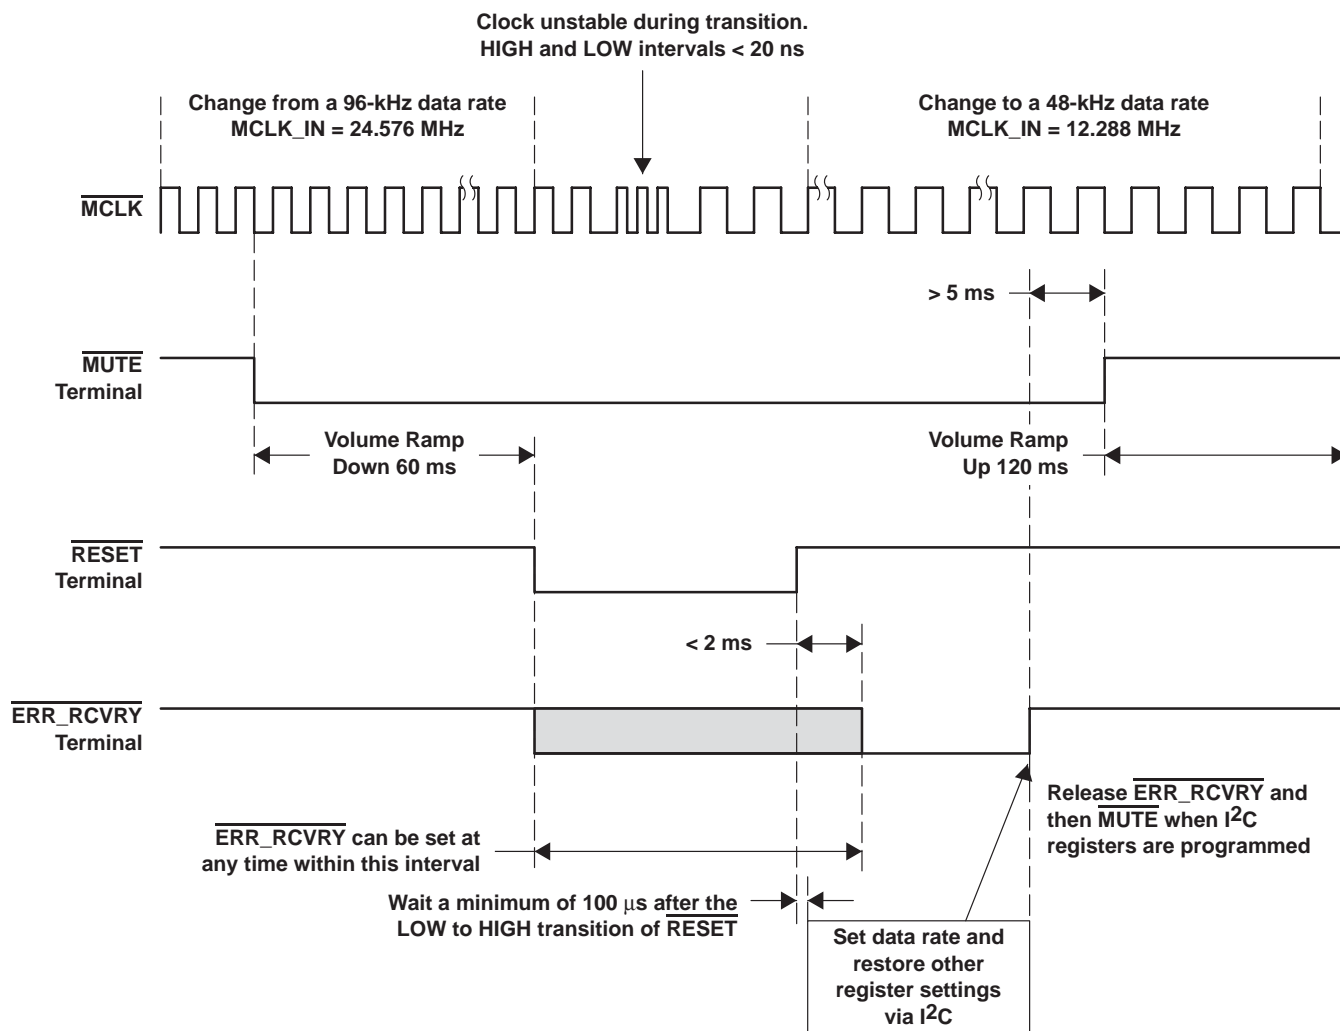 Clock unstable during transition.
HIGH and LOW intervals < 20 ns
Change from a 96-kHz data rate
MCLK_IN = 24.576 MHz
Change to a 48-kHz data rate
MCLK_IN = 12.288 MHz
MCLK
> 5 ms
MUTE
Terminal
Volume Ramp
Down 60 ms
Volume Ramp
Up 120 ms
RESET
Terminal
< 2 ms
ERR_RCVRY
Terminal
ERR_RCVRY can be set at
any time within this interval
Release ERR_RCVRY and
then MUTE when I2C
registers are programmed
Wait a minimum of 100 μs after the
LOW to HIGH transition of RESET
Set data rate and
restore other
register settings
via I2C